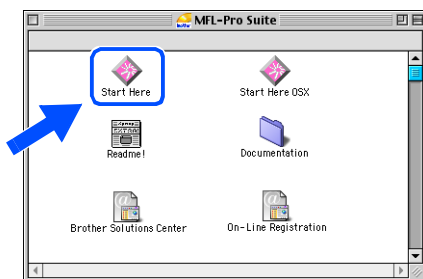 MFL-Pro Suite
Start Here
Start Here OSX
Readme!
Documentation
Brother Solutions Center
On-Line Registration